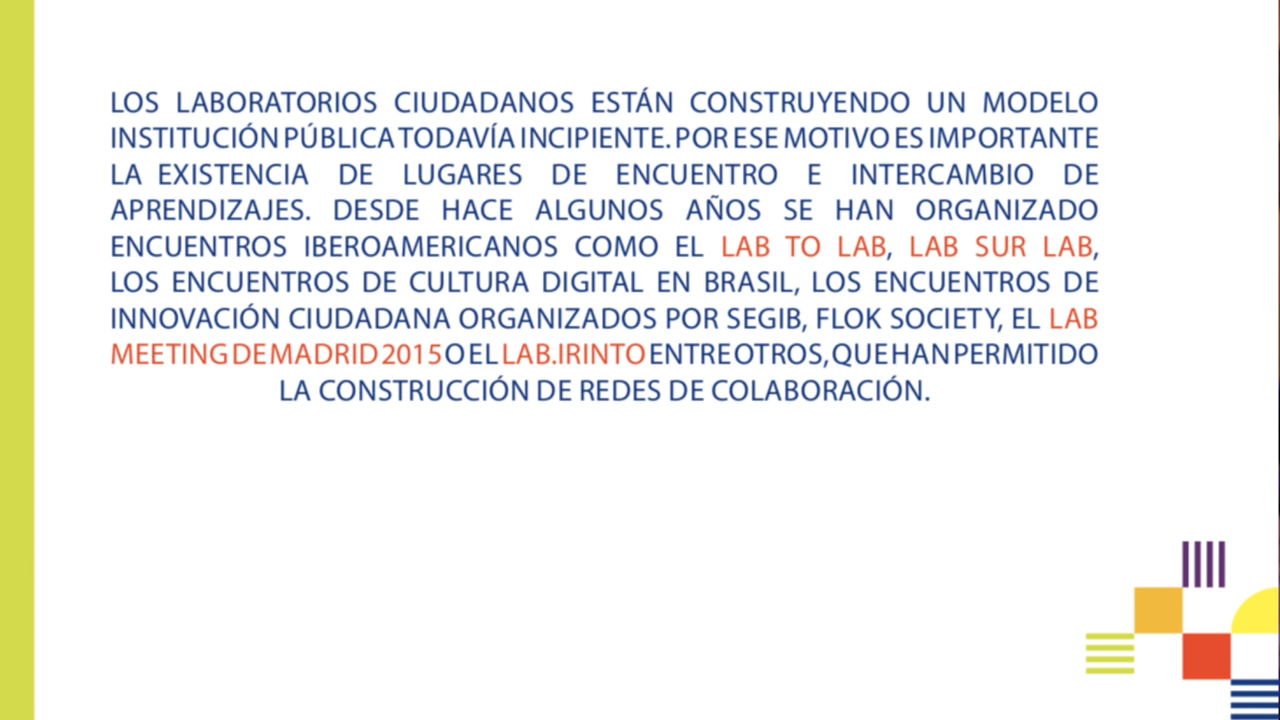 LOS LABORATORIOS CIUDADANOS ESTÁN CONSTRUYENDO UN MODELO
INSTITUCIÓN PÚBLICA TODAVÍA INCIPIENTE. POR ESE MOTIVO ES IMPORTANTE
LA EXISTENCIA DE LUGARES DE ENCUENTRO E INTERCAMBIO DE
APRENDIZAJES. DESDE HACE ALGUNOS AÑOS SE HAN ORGANIZADO
ENCUENTROS IBEROAMERICANOS COMO EL LAB TO LAB, LAB SUR LAB,
LOS ENCUENTROS DE CULTURA DIGITAL EN BRASIL, LOS ENCUENTROS DE
INNOVACIÓN CIUDADANA ORGANIZADOS POR SEGIB, FLOK SOCIETY, EL LAB
MEETING DE MADRID 2015 O EL LAB.IRINTO ENTRE OTROS, QUE HAN PERMITIDO
LA CONSTRUCCIÓN DE REDES DE COLABORACIÓN.